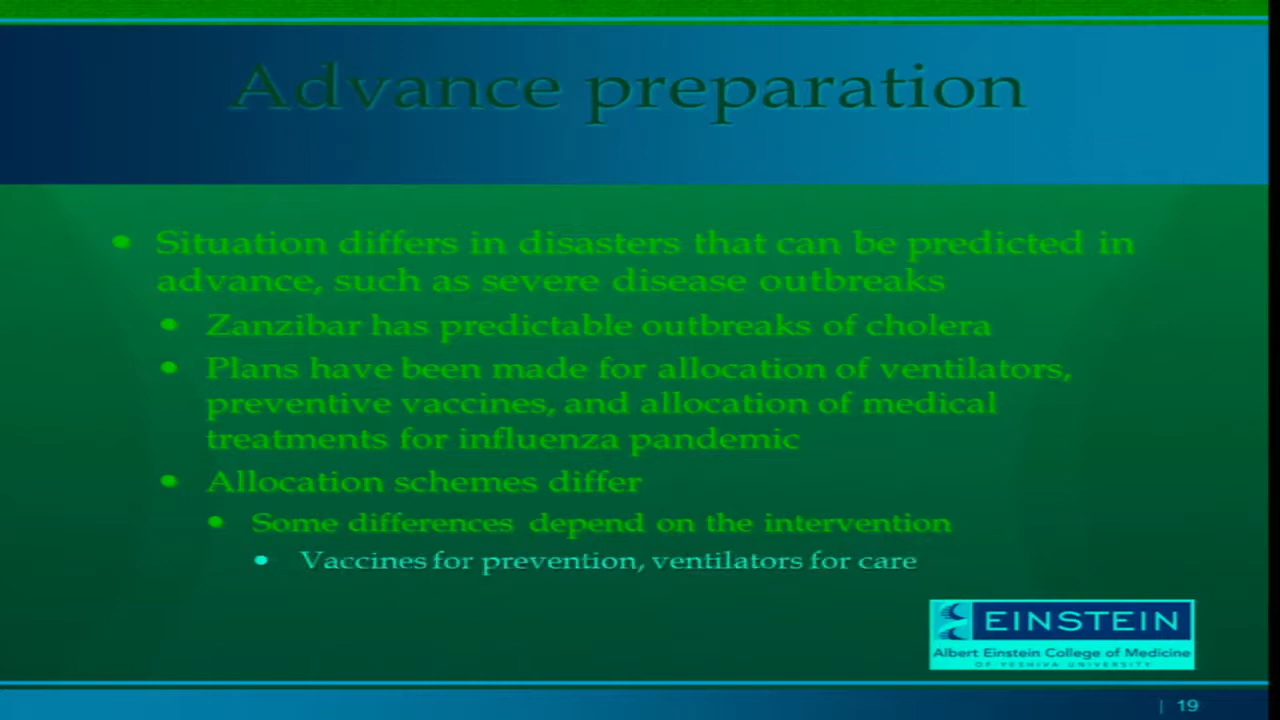 Advance preparation
Situation differs in disasters that can be predicted in
advance, such as severe disease outbreaks
Zanzibar has predictable outbreaks of cholera
Plans have been made for allocation of ventilators,
preventive vaccines, and allocation of medical
treatments for influenza pandemic
Allocation schemes differ
Some differences depend on the intervention
Vaccines for prevention, ventilators for care
EINSTEIN
Albert Einstein College of Medicine
OF YESHIVA UNIVERSITY
| 19